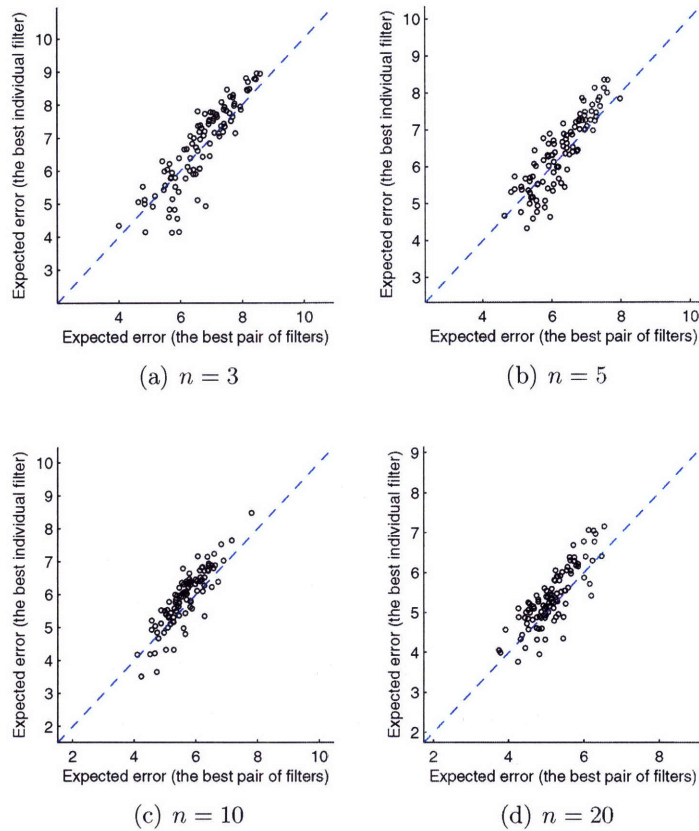 Expected error (the best individual filter)
10
9
8
7
6
5
4
3
4 6 8 10
Expected error (the best pair of filters)
(a) n = 3
Expected error (the best individual filter)
10
9
8
7
6
5
4
3
4 6 8 10
Expected error (the best pair of filters)
(b) n = 5
Expected error (the best individual filter)
10
9
8
7
6
5
4
3
2
2 4 6 8 10
Expected error (the best pair of filters)
(c) n = 10
Expected error (the best individual filter)
9
8
7
6
5
4
3
2
2 4 6 8
Expected error (the best pair of filters)
(d) n = 20